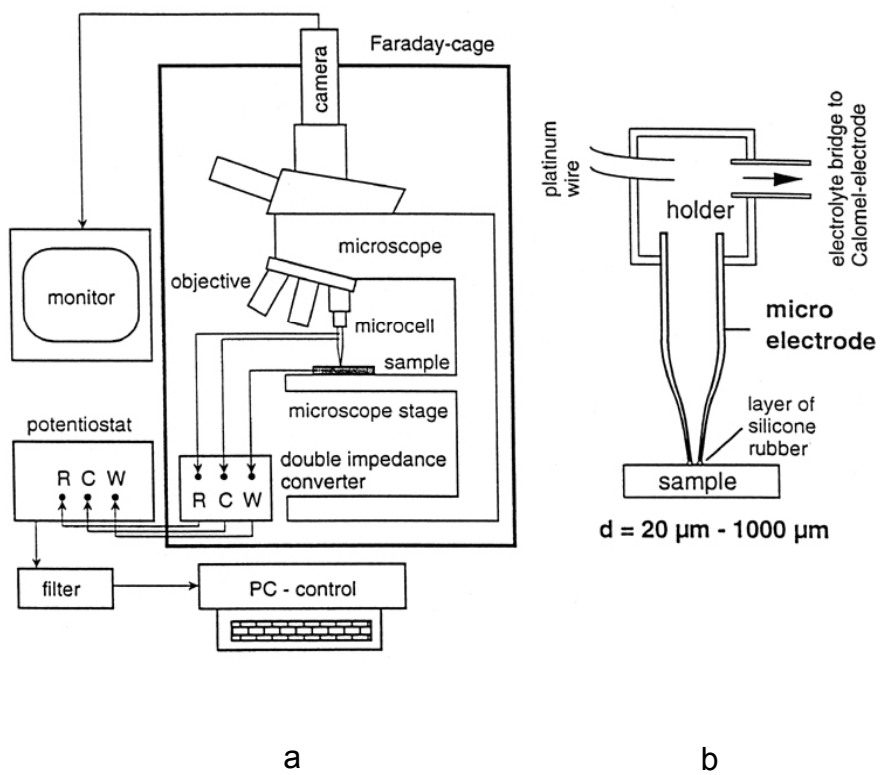 Faraday-cage
camera
microscope
objective
monitor
microcell
sample
microscope stage
potentiostat
double impedance
converter
R C W
R C W
filter
PC - control
a
platinum
wire
electrolyte bridge to
Calomel-electrode
holder
micro
electrode
layer of
silicone
rubber
sample
d = 20 µm - 1000 µm
b